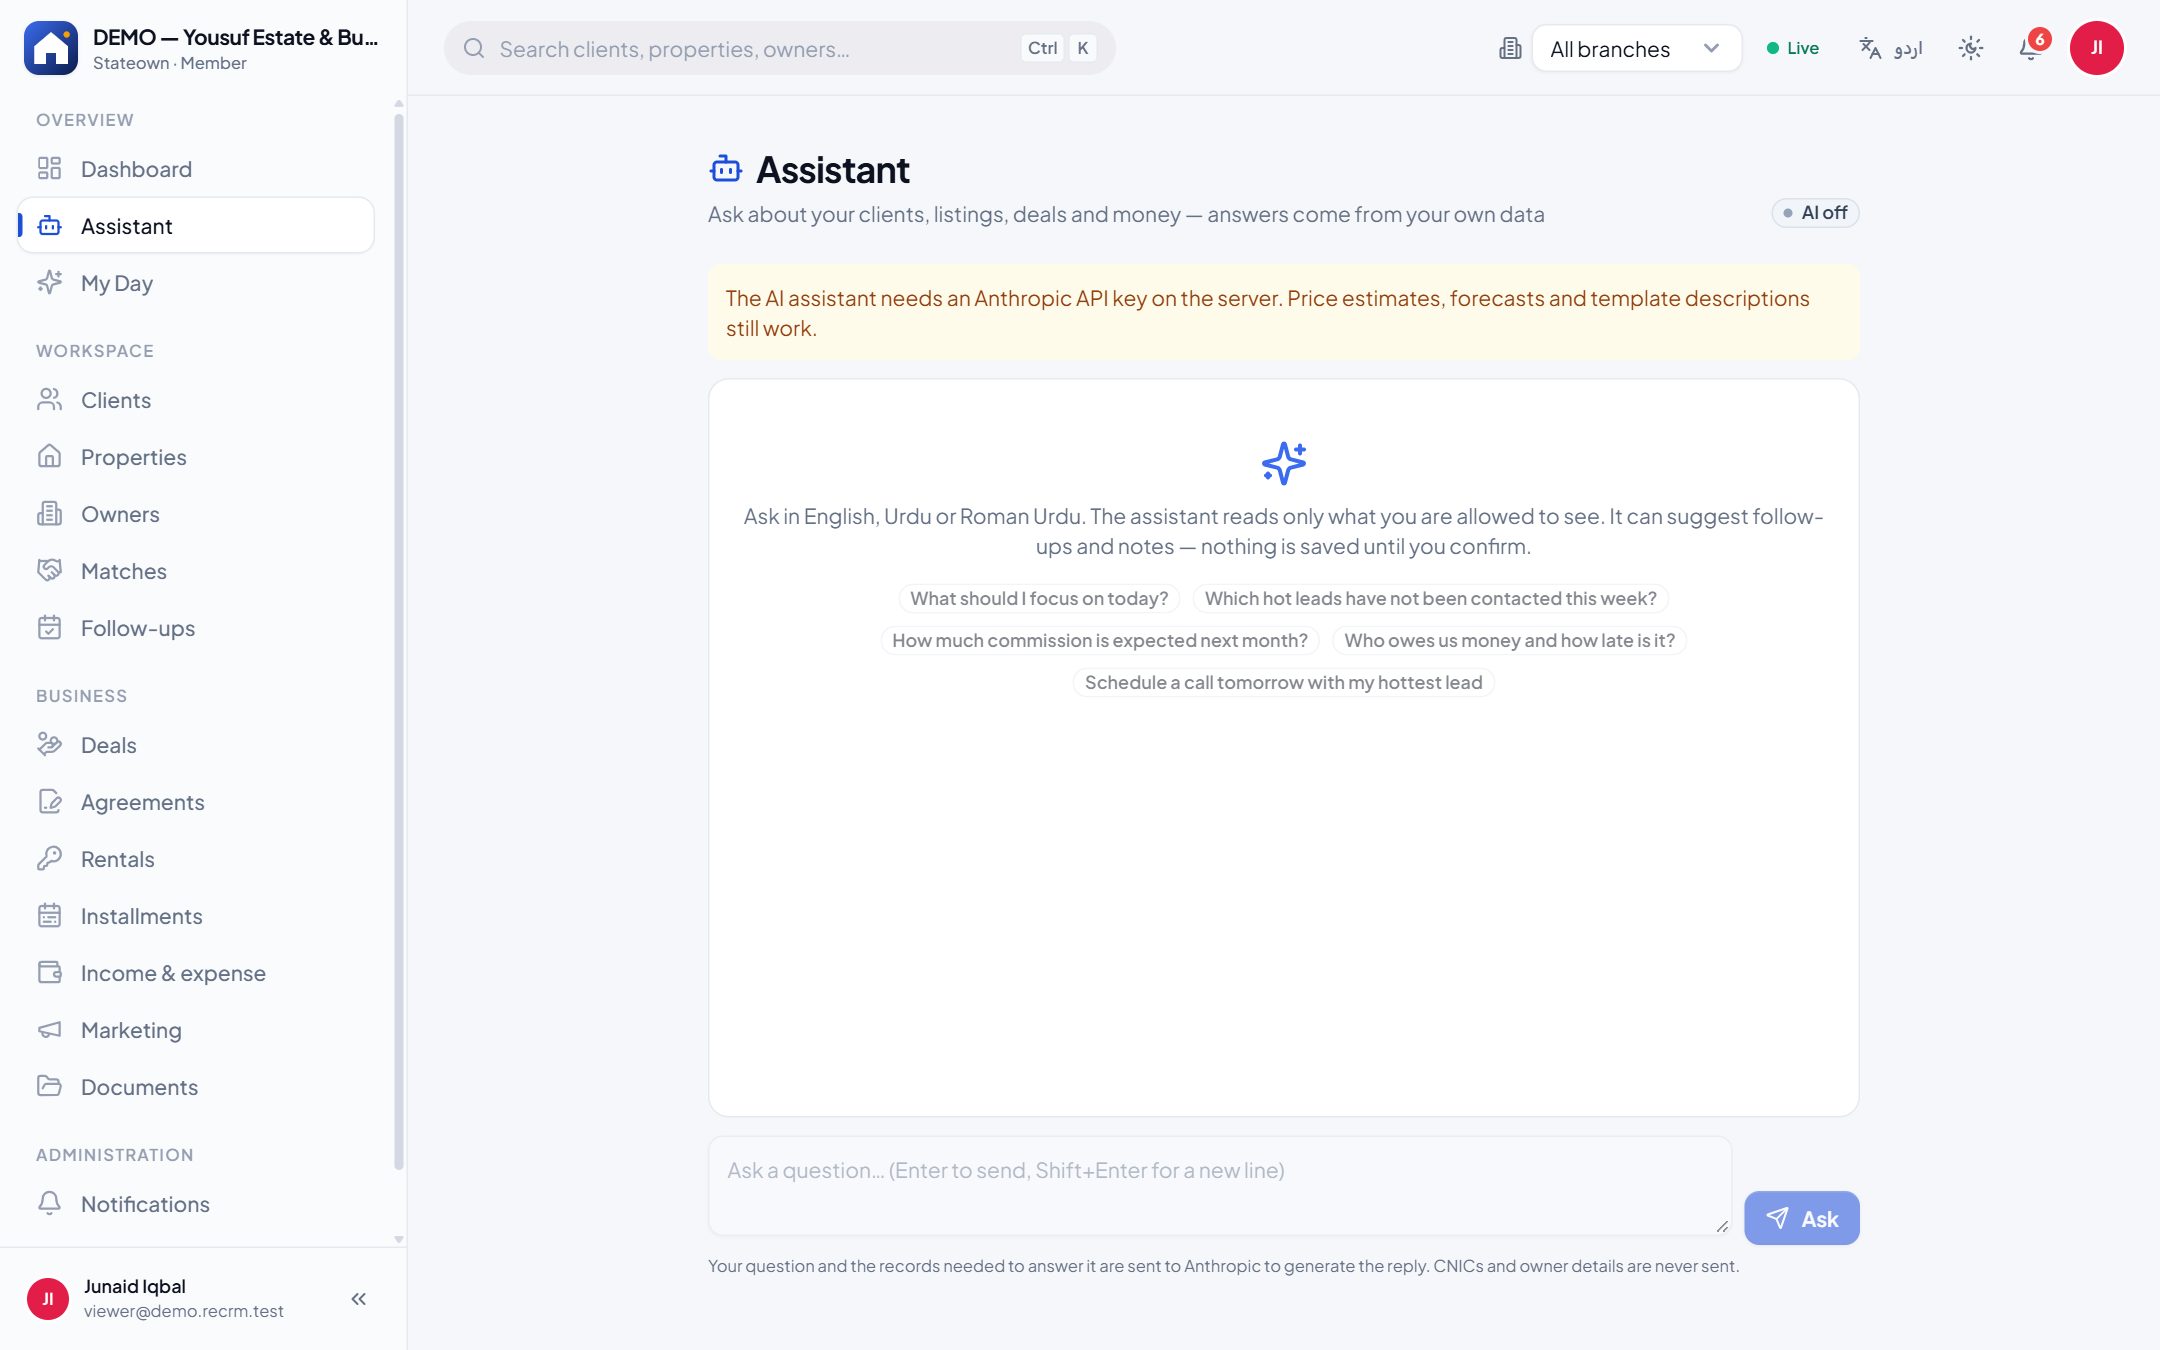 DEMO — Yousuf Estate & Bu...
Stateown · Member
OVERVIEW
Dashboard
Assistant
My Day
WORKSPACE
Clients
Properties
Owners
Matches
Follow-ups
BUSINESS
Deals
Agreements
Rentals
Installments
Income & expense
Marketing
Documents
ADMINISTRATION
Notifications
JI
Junaid Iqbal
viewer@demo.recrm.test
Search clients, properties, owners...
Ctrl K
All branches
Live
اردو
6
JI
Assistant
Ask about your clients, listings, deals and money — answers come from your own data
AI off
The AI assistant needs an Anthropic API key on the server. Price estimates, forecasts and template descriptions
still work.
Ask in English, Urdu or Roman Urdu. The assistant reads only what you are allowed to see. It can suggest follow-
ups and notes — nothing is saved until you confirm.
What should I focus on today?
Which hot leads have not been contacted this week?
How much commission is expected next month?
Who owes us money and how late is it?
Schedule a call tomorrow with my hottest lead
Ask a question... (Enter to send, Shift+Enter for a new line)
Ask
Your question and the records needed to answer it are sent to Anthropic to generate the reply. CNICs and owner details are never sent.